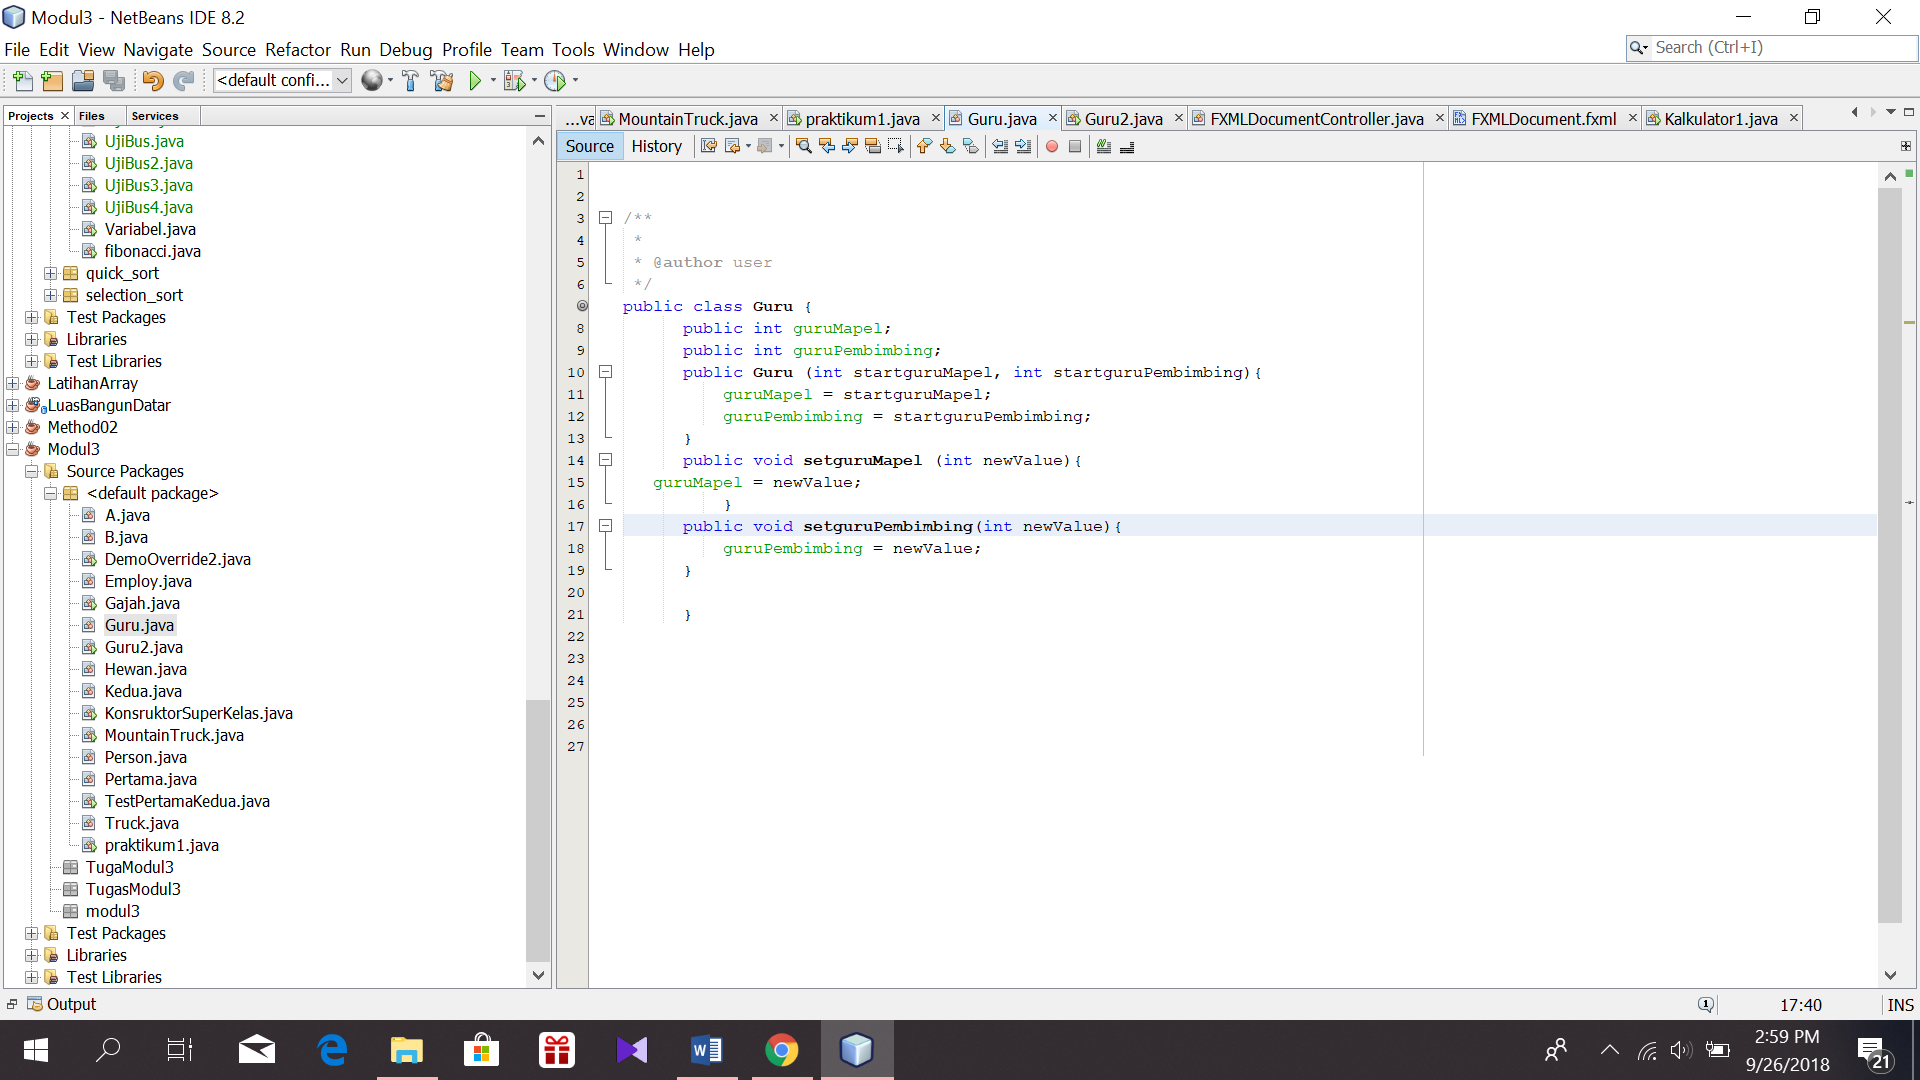 Modul3 - NetBeans IDE 8.2
File Edit View Navigate Source Refactor Run Debug Profile Team Tools Window Help
Search (Ctrl+I)
<default confi...
Projects Files Services
UjiBus.java
UjiBus2.java
UjiBus3.java
UjiBus4.java
Variabel.java
fibonacci.java
quick_sort
selection_sort
Test Packages
Libraries
Test Libraries
LatihanArray
LuasBangunDatar
Method02
Modul3
Source Packages
<default package>
A.java
B.java
DemoOverride2.java
Employ.java
Gajah.java
Guru.java
Guru2.java
Hewan.java
Kedua.java
KonsruktorSuperKelas.java
MountainTruck.java
Person.java
Pertama.java
TestPertamaKedua.java
Truck.java
praktikum1.java
TugaModul3
TugasModul3
modul3
Test Packages
Libraries
Test Libraries
...va MountainTruck.java praktikum1.java Guru.java Guru2.java FXMLDocumentController.java FXMLDocument.fxml Kalkulator1.java
Source History
1
2
3 /**
4 *
5 * @author user
6 */
public class Guru {
8 public int guruMapel;
9 public int guruPembimbing;
10 public Guru (int startguruMapel, int startguruPembimbing){
11 guruMapel = startguruMapel;
12 guruPembimbing = startguruPembimbing;
13 }
14 public void setguruMapel (int newValue){
15 guruMapel = newValue;
16 }
17 public void setguruPembimbing(int newValue){
18 guruPembimbing = newValue;
19 }
20
21 }
22
23
24
25
26
27
Output
1 17:40 INS
2:59 PM
9/26/2018
21